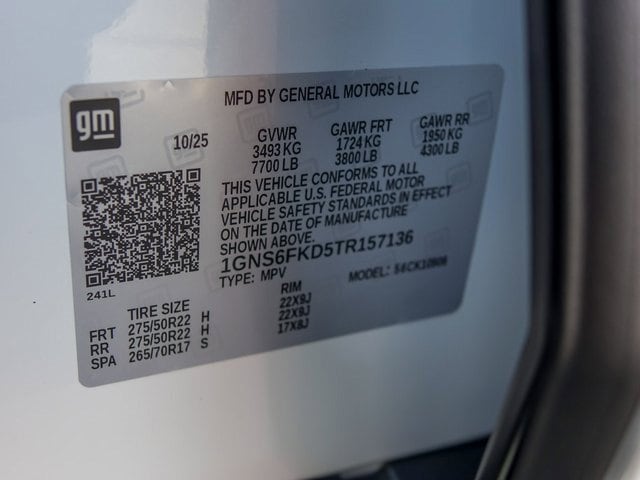 gm
MFD BY GENERAL MOTORS LLC
10/25 GVWR GAWR FRT GAWR RR
3493 KG 1724 KG 1950 KG
7700 LB 3800 LB 4300 LB
THIS VEHICLE CONFORMS TO ALL
APPLICABLE U.S. FEDERAL MOTOR
VEHICLE SAFETY STANDARDS IN EFFECT
ON THE DATE OF MANUFACTURE
SHOWN ABOVE.
1GNS6FKD5TR157136
TYPE: MPV MODEL:
241L
TIRE SIZE RIM
FRT 275/50R22 H 22X9J
RR 275/50R22 H 22X9J
SPA 265/70R17 S 17X8J